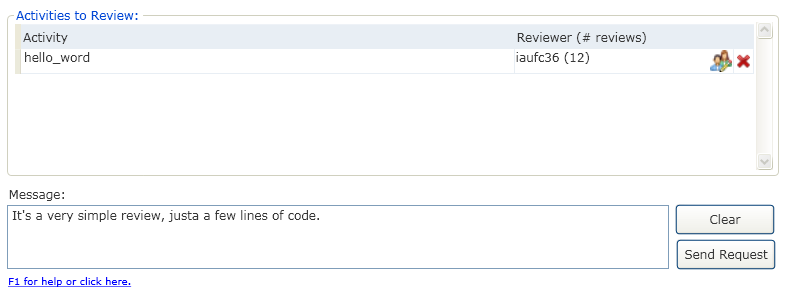 Activities to Review:
Activity Reviewer (# reviews)
hello_word iaufc36 (12)
Message:
It's a very simple review, justa a few lines of code.
Clear
Send Request
F1 for help or click here.